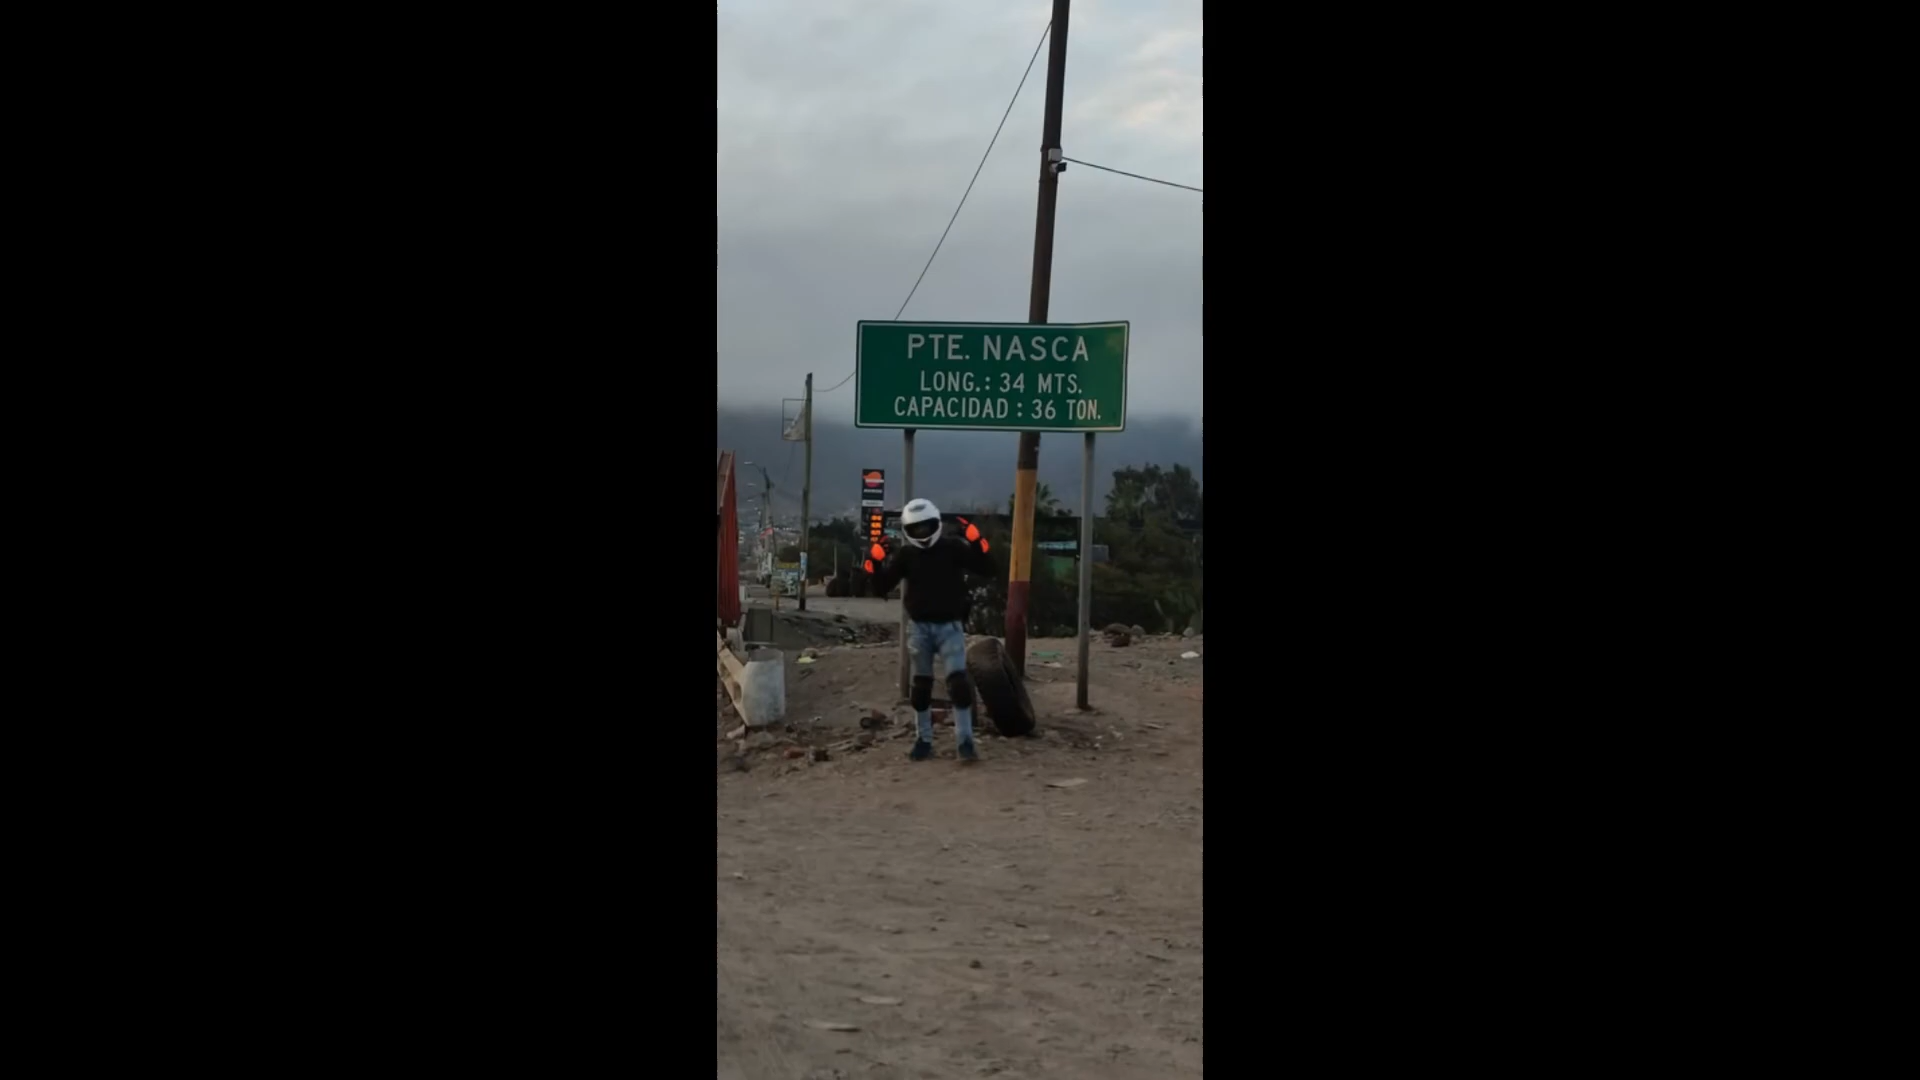 PTE. NASCA
LONG.: 34 MTS.
CAPACIDAD : 36 TON.